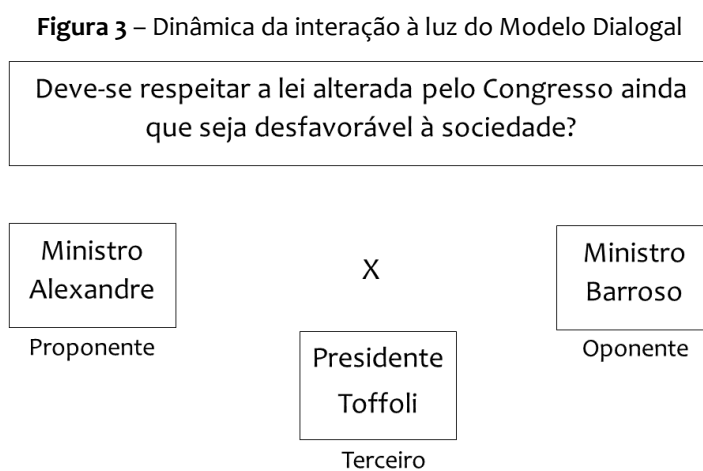 Figura 3 – Dinâmica da interação à luz do Modelo Dialogal
Deve-se respeitar a lei alterada pelo Congresso ainda
que seja desfavorável à sociedade?
Ministro
Alexandre
Proponente
X
Ministro
Barroso
Oponente
Presidente
Toffoli
Terceiro